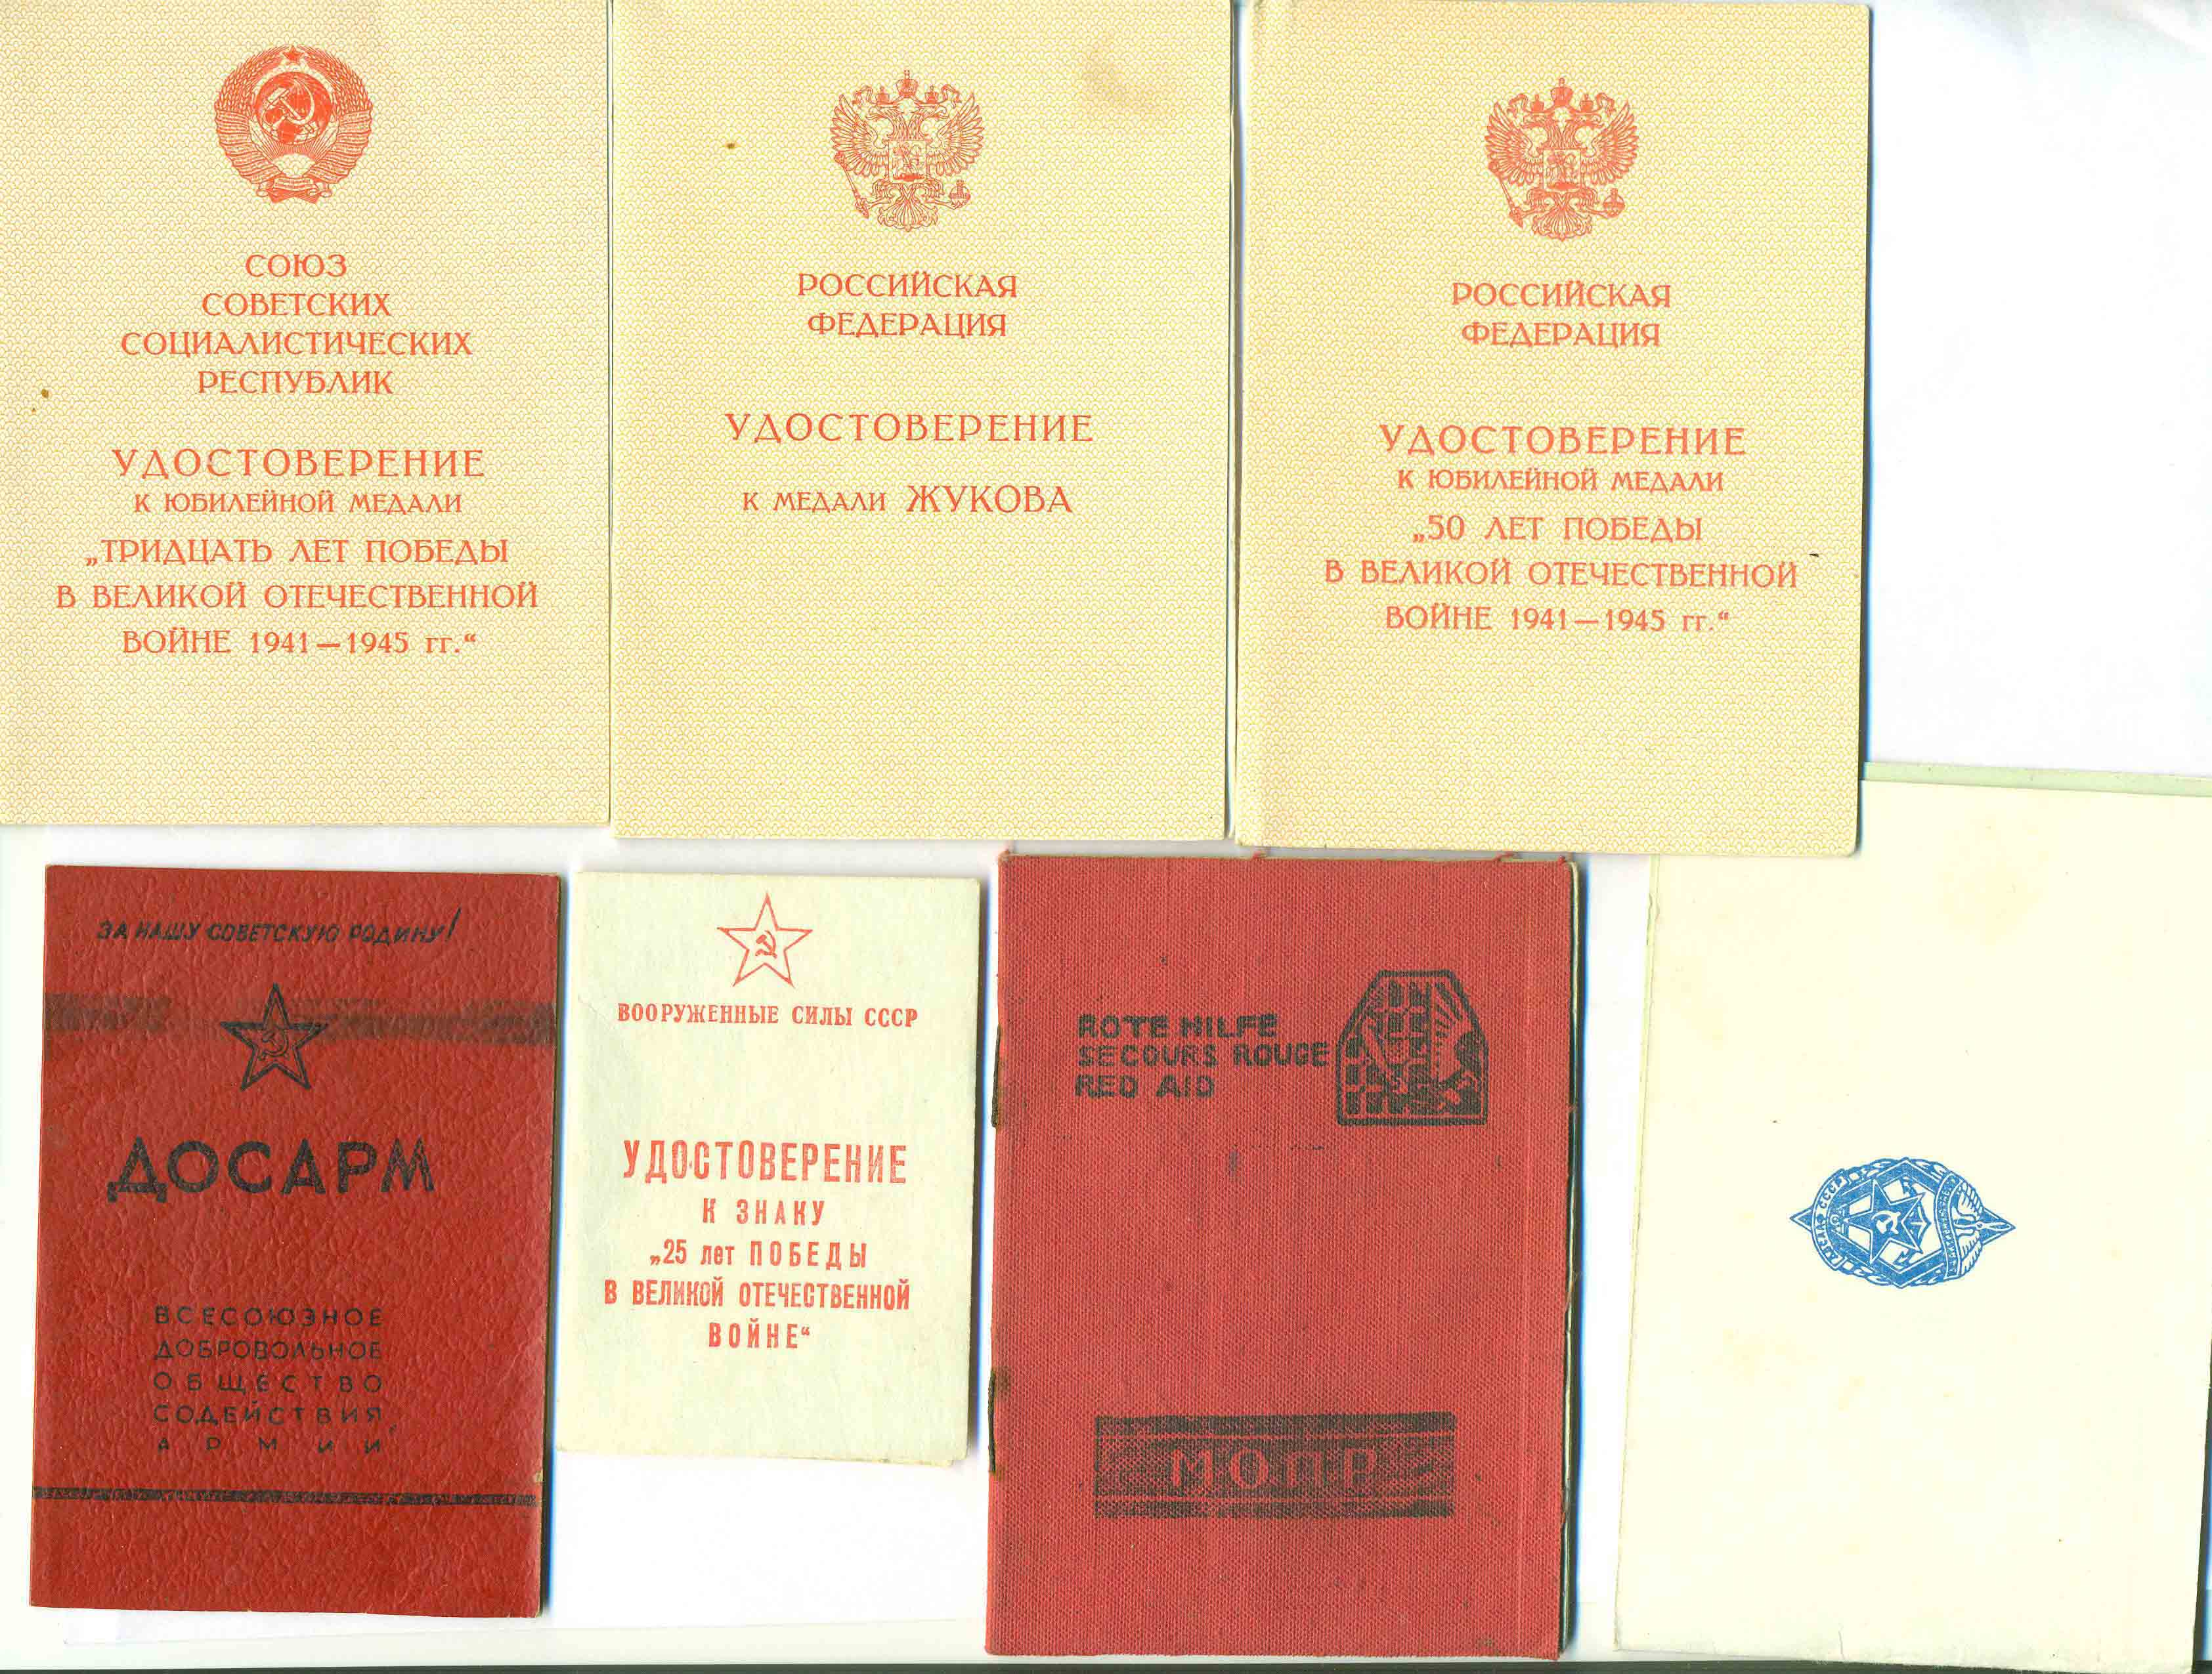 СОЮЗ
СОВЕТСКИХ
СОЦИАЛИСТИЧЕСКИХ
РЕСПУБЛИК
УДОСТОВЕРЕНИЕ
К ЮБИЛЕЙНОЙ МЕДАЛИ
„ТРИДЦАТЬ ЛЕТ ПОБЕДЫ
В ВЕЛИКОЙ ОТЕЧЕСТВЕННОЙ
ВОЙНЕ 1941—1945 гг.“
РОССИЙСКАЯ
ФЕДЕРАЦИЯ
УДОСТОВЕРЕНИЕ
К МЕДАЛИ ЖУКОВА
РОССИЙСКАЯ
ФЕДЕРАЦИЯ
УДОСТОВЕРЕНИЕ
К ЮБИЛЕЙНОЙ МЕДАЛИ
„50 ЛЕТ ПОБЕДЫ
В ВЕЛИКОЙ ОТЕЧЕСТВЕННОЙ
ВОЙНЕ 1941—1945 гг.“
ЗА НАШУ СОВЕТСКУЮ РОДИНУ!
ДОСАРМ
ВСЕСОЮЗНОЕ
ДОБРОВОЛЬНОЕ
ОБЩЕСТВО
СОДЕЙСТВИЯ
АРМИИ
ВООРУЖЕННЫЕ СИЛЫ СССР
УДОСТОВЕРЕНИЕ
К ЗНАКУ
„25 лет ПОБЕДЫ
В ВЕЛИКОЙ ОТЕЧЕСТВЕННОЙ
ВОЙНЕ“
ROTE HILFE
SECOURS ROUGE
RED AID
МОПР
ДОСААФ СССР